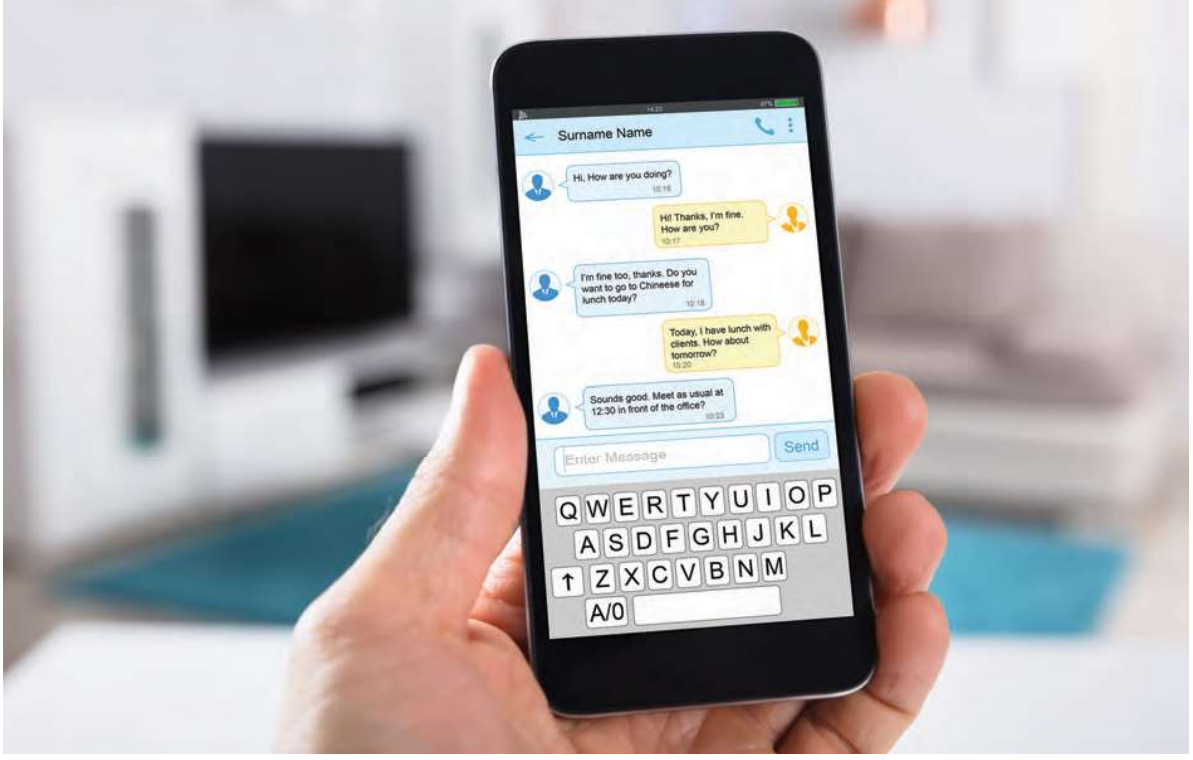 14:23 97%
Surname Name
Hi, How are you doing?
10:15
Hi! Thanks, I'm fine.
How are you?
10:17
I'm fine too, thanks. Do you
want to go to Chineese for
lunch today?
10:18
Today, I have lunch with
clients. How about
tomorrow?
10:20
Sounds good. Meet as usual at
12:30 in front of the office?
10:23
Enter Message Send
Q W E R T Y U I O P
A S D F G H J K L
↑ Z X C V B N M
A/0